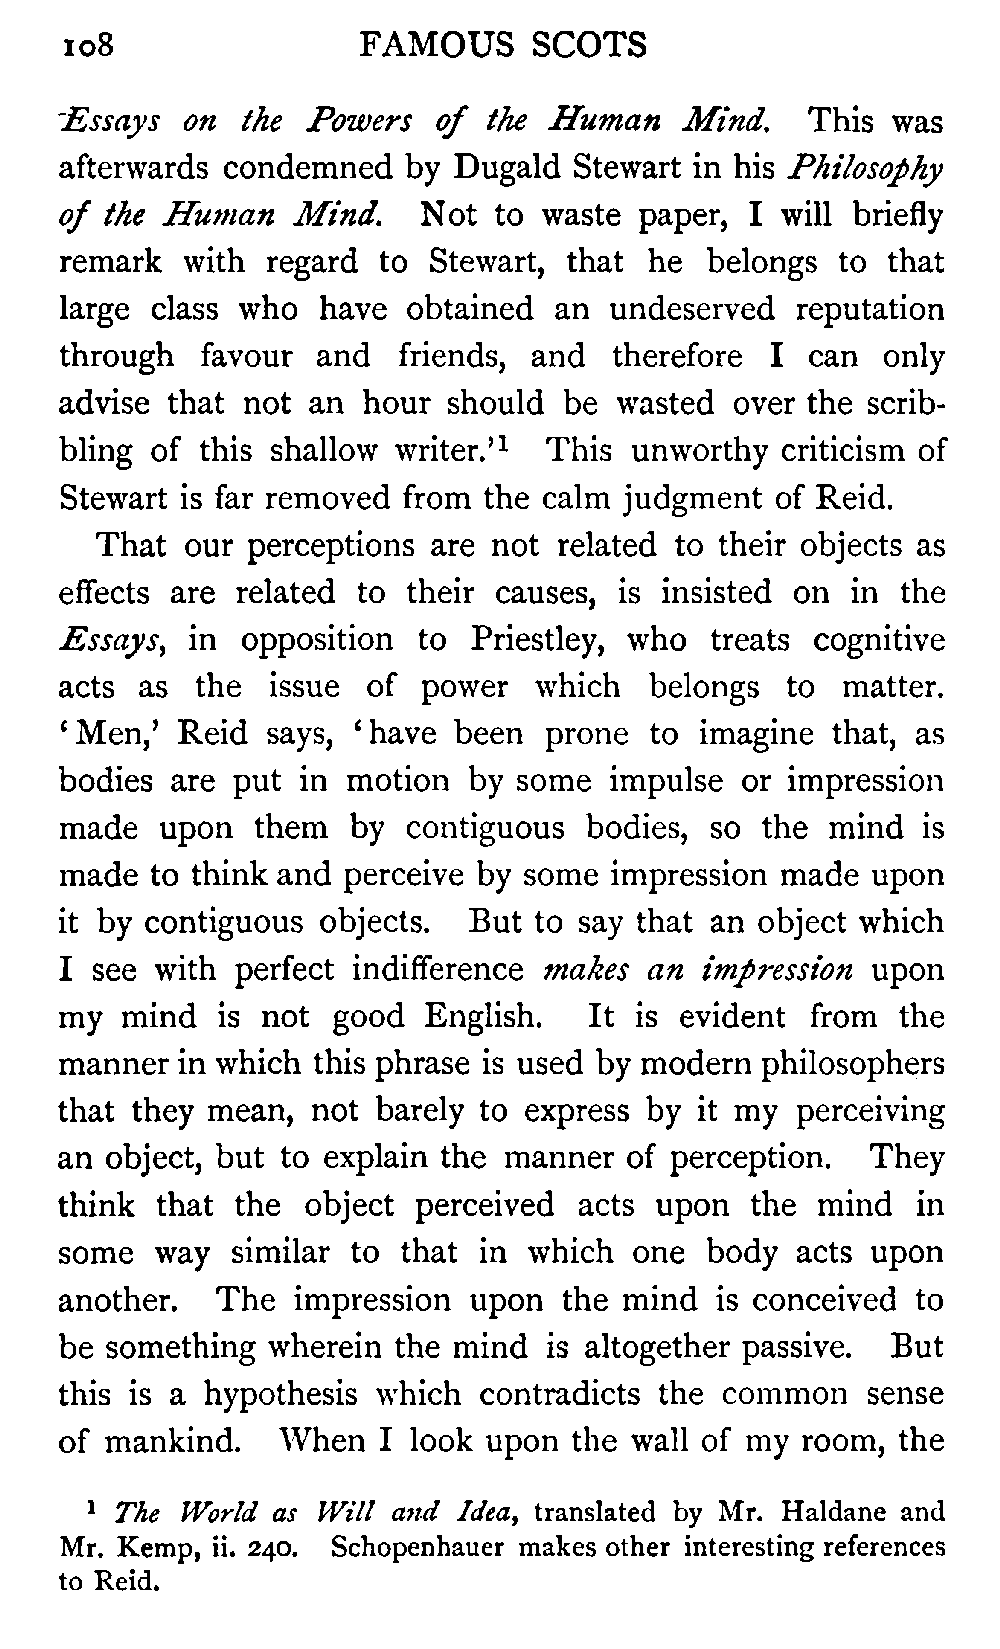 108 FAMOUS SCOTS
Essays on the Powers of the Human Mind. This was
afterwards condemned by Dugald Stewart in his Philosophy
of the Human Mind. Not to waste paper, I will briefly
remark with regard to Stewart, that he belongs to that
large class who have obtained an undeserved reputation
through favour and friends, and therefore I can only
advise that not an hour should be wasted over the scrib-
bling of this shallow writer.’¹ This unworthy criticism of
Stewart is far removed from the calm judgment of Reid.
That our perceptions are not related to their objects as
effects are related to their causes, is insisted on in the
Essays, in opposition to Priestley, who treats cognitive
acts as the issue of power which belongs to matter.
‘Men,’ Reid says, ‘have been prone to imagine that, as
bodies are put in motion by some impulse or impression
made upon them by contiguous bodies, so the mind is
made to think and perceive by some impression made upon
it by contiguous objects. But to say that an object which
I see with perfect indifference makes an impression upon
my mind is not good English. It is evident from the
manner in which this phrase is used by modern philosophers
that they mean, not barely to express by it my perceiving
an object, but to explain the manner of perception. They
think that the object perceived acts upon the mind in
some way similar to that in which one body acts upon
another. The impression upon the mind is conceived to
be something wherein the mind is altogether passive. But
this is a hypothesis which contradicts the common sense
of mankind. When I look upon the wall of my room, the
¹ The World as Will and Idea, translated by Mr. Haldane and
Mr. Kemp, ii. 240. Schopenhauer makes other interesting references
to Reid.